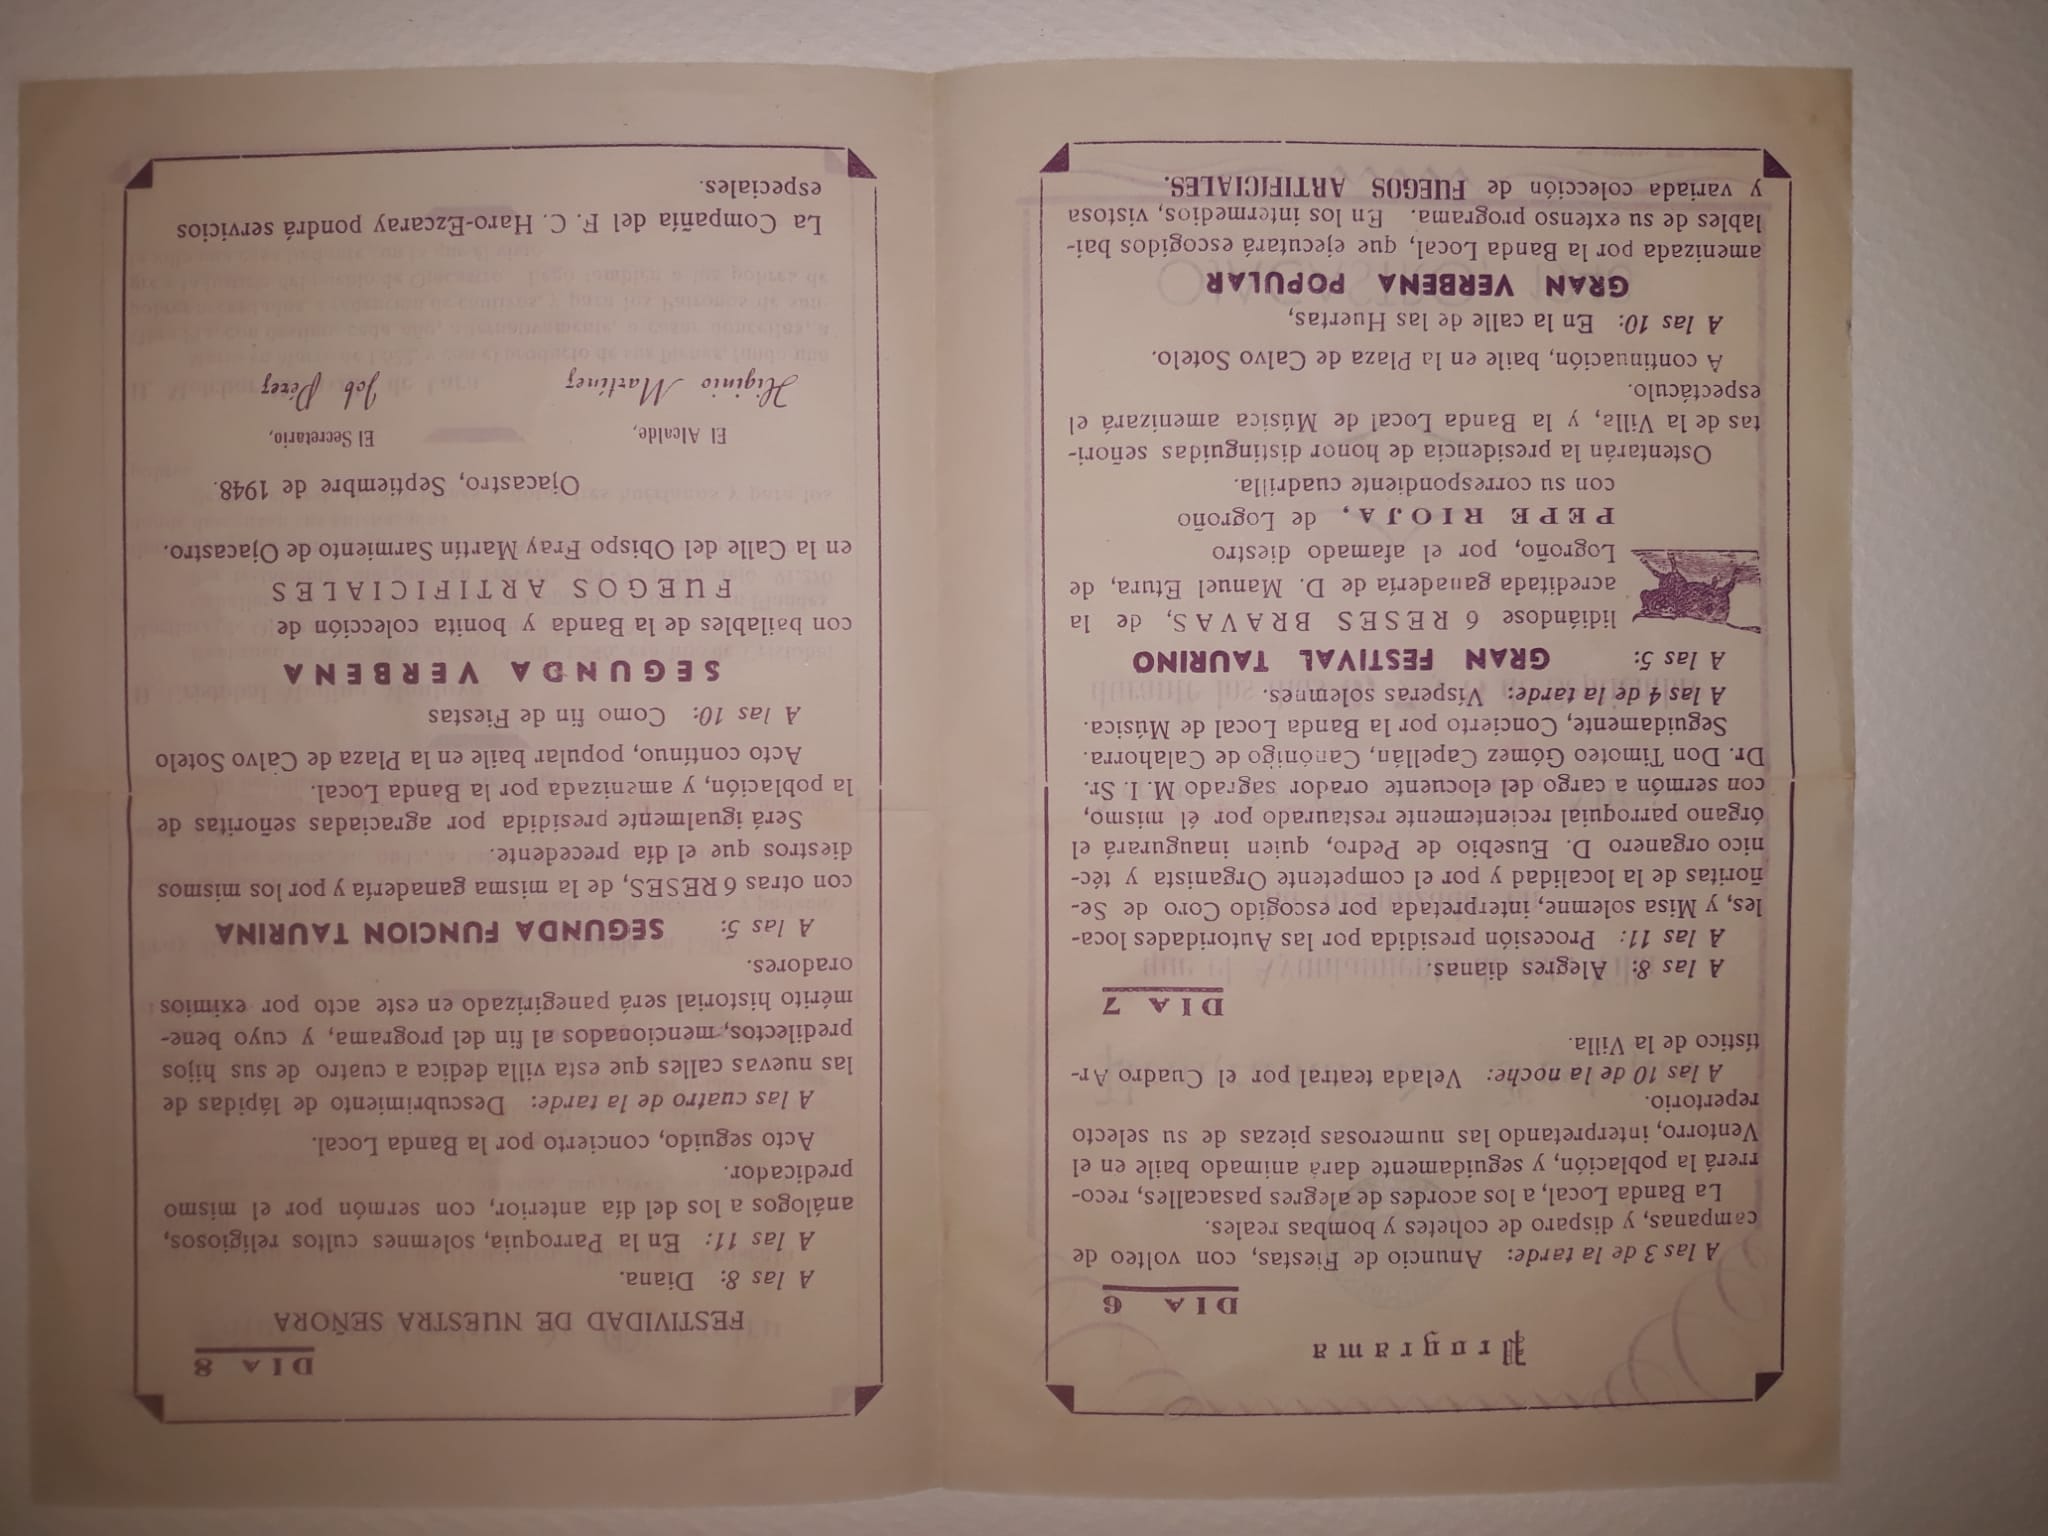 Programa
DIA 6
A las 3 de la tarde: Anuncio de Fiestas, con volteo de
campanas, y disparo de cohetes y bombas reales.
La Banda Local, a los acordes de alegres pasacalles, reco-
rrerá la población, y seguidamente dará animado baile en el
Ventorro, interpretando las numerosas piezas de su selecto
repertorio.
A las 10 de la noche: Velada teatral por el Cuadro Ar-
tístico de la Villa.
DIA 7
A las 8: Alegres dianas.
A las 11: Procesión presidida por las Autoridades loca-
les, y Misa solemne, interpretada por escogido Coro de Se-
ñoritas de la localidad y por el competente Organista y téc-
nico organero D. Eusebio de Pedro, quien inaugurará el
órgano parroquial recientemente restaurado por él mismo,
con sermón a cargo del elocuente orador sagrado M. I. Sr.
Dr. Don Timoteo Gómez Capellán, Canónigo de Calahorra.
Seguidamente, Concierto por la Banda Local de Música.
A las 4 de la tarde: Vísperas solemnes.
A las 5: GRAN FESTIVAL TAURINO
lidiándose 6 RESES BRAVAS, de la
acreditada ganadería de D. Manuel Etura, de
Logroño, por el afamado diestro
PEPE RIOJA, de Logroño
con su correspondiente cuadrilla.
Ostentarán la presidencia de honor distinguidas señori-
tas de la Villa, y la Banda Local de Música amenizará el
espectáculo.
A continuación, baile en la Plaza de Calvo Sotelo.
A las 10: En la calle de las Huertas,
GRAN VERBENA POPULAR
amenizada por la Banda Local, que ejecutará escogidos bai-
lables de su extenso programa. En los intermedios, vistosa
y variada colección de FUEGOS ARTIFICIALES.
DIA 8
FESTIVIDAD DE NUESTRA SEÑORA
A las 8: Diana.
A las 11: En la Parroquia, solemnes cultos religiosos,
análogos a los del día anterior, con sermón por el mismo
predicador.
Acto seguido, concierto por la Banda Local.
A las cuatro de la tarde: Descubrimiento de lápidas de
las nuevas calles que esta villa dedica a cuatro de sus hijos
predilectos, mencionados al fin del programa, y cuyo bene-
mérito historial será panegirizado en este acto por eximios
oradores.
A las 5: SEGUNDA FUNCION TAURINA
con otras 6 RESES, de la misma ganadería y por los mismos
diestros que el día precedente.
Será igualmente presidida por agraciadas señoritas de
la población, y amenizada por la Banda Local.
Acto contínuo, popular baile en la Plaza de Calvo Sotelo
A las 10: Como fin de Fiestas
SEGUNDA VERBENA
con bailables de la Banda y bonita colección de
FUEGOS ARTIFICIALES
en la Calle del Obispo Fray Martín Sarmiento de Ojacastro.
Ojacastro, Septiembre de 1948.
El Alcalde, El Secretario,
Higinio Martínez Job Pérez
La Compañía del F. C. Haro-Ezcaray pondrá servicios
especiales.